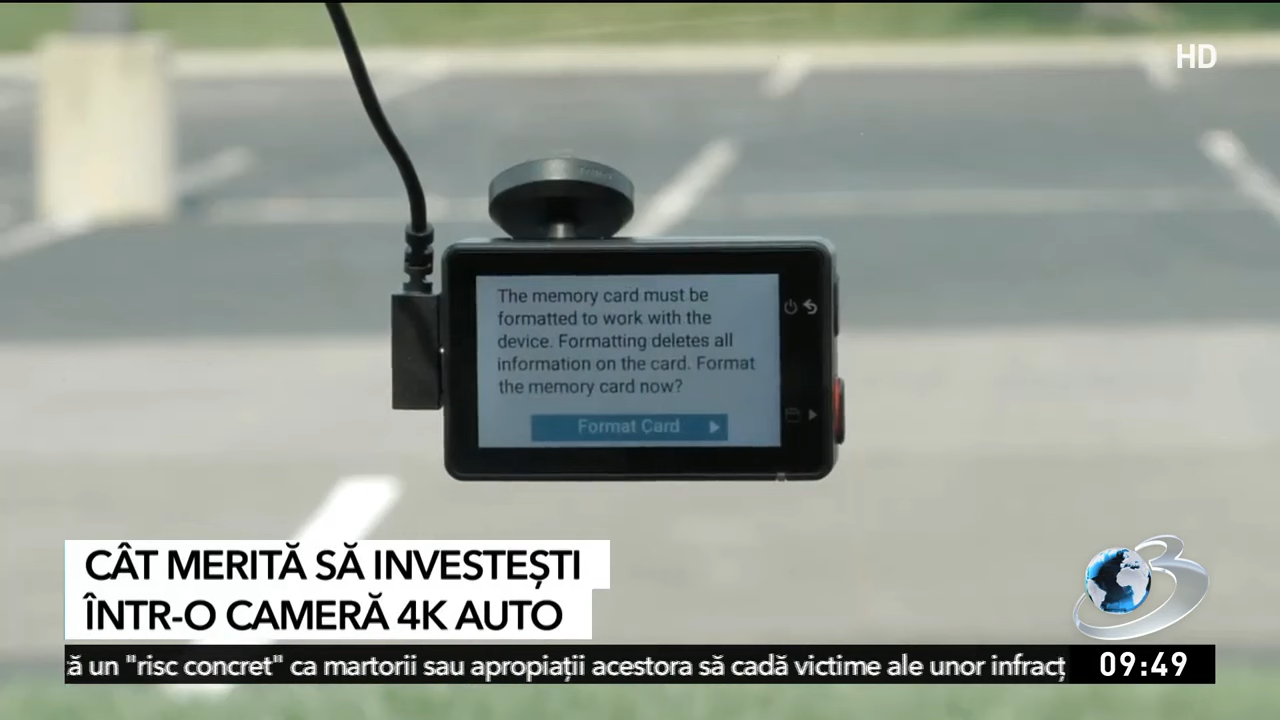 HD
The memory card must be
formatted to work with the
device. Formatting deletes all
information on the card. Format
the memory card now?
Format Card
CÂT MERITĂ SĂ INVESTEȘTI
ÎNTR-O CAMERĂ 4K AUTO
3
ă un "risc concret" ca martorii sau apropiații acestora să cadă victime ale unor infracț
09:49